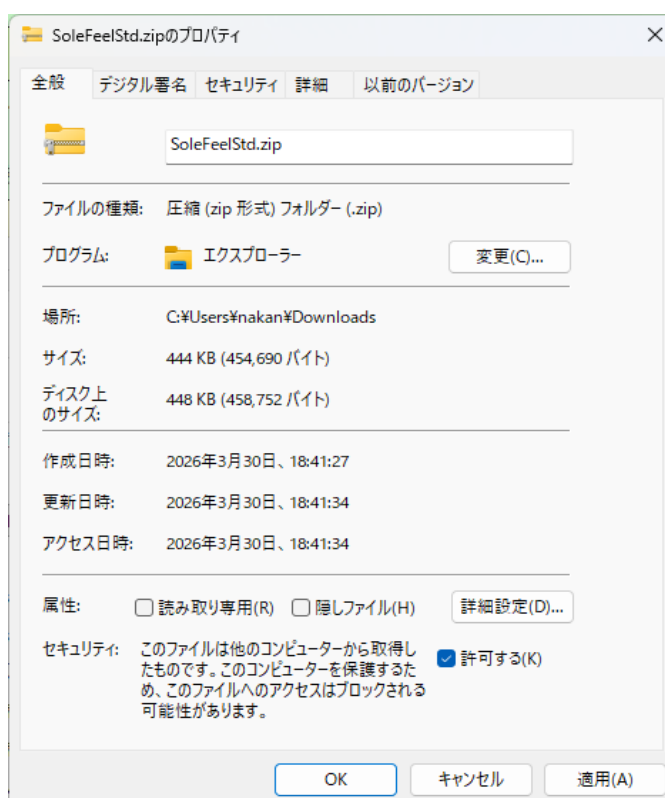 SoleFeelStd.zipのプロパティ
全般 デジタル署名 セキュリティ 詳細 以前のバージョン
SoleFeelStd.zip
ファイルの種類: 圧縮 (zip 形式) フォルダー (.zip)
プログラム: エクスプローラー 変更(C)...
場所: C:¥Users¥nakan¥Downloads
サイズ: 444 KB (454,690 バイト)
ディスク上
のサイズ: 448 KB (458,752 バイト)
作成日時: 2026年3月30日、18:41:27
更新日時: 2026年3月30日、18:41:34
アクセス日時: 2026年3月30日、18:41:34
属性: 読み取り専用(R) 隠しファイル(H) 詳細設定(D)...
セキュリティ: このファイルは他のコンピューターから取得し
たものです。このコンピューターを保護するた
め、このファイルへのアクセスはブロックされる
可能性があります。
許可する(K)
OK キャンセル 適用(A)